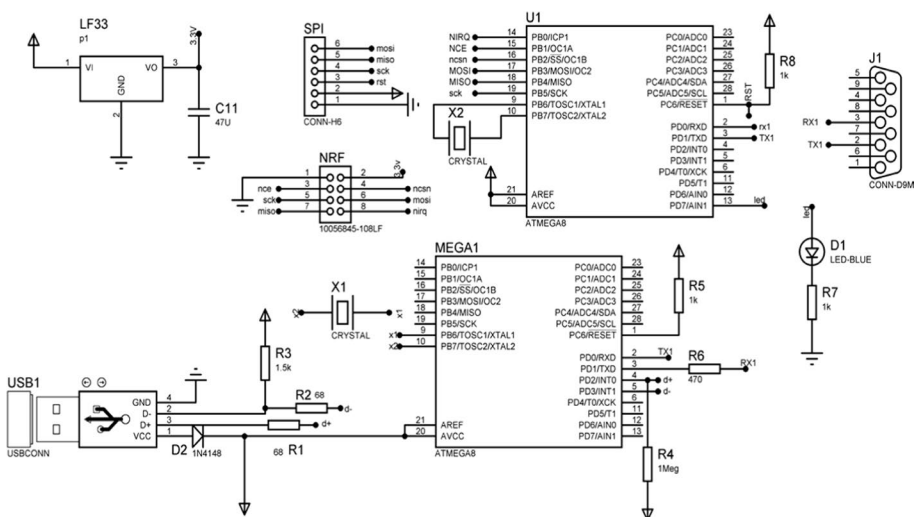 LF33
p1
1 VI VO 3
GND
2
3.3V
C11
47U
SPI
6 mosi
5 miso
4 sck
3 rst
2
1
CONN-H6
NRF
1 2 3.3v
nce 3 4 ncsn
sck 5 6 mosi
miso 7 8 nirq
10056845-108LF
U1
NIRQ 14 PB0/ICP1 PC0/ADC0 23
NCE 15 PB1/OC1A PC1/ADC1 24
ncsn 16 PB2/SS/OC1B PC2/ADC2 25
MOSI 17 PB3/MOSI/OC2 PC3/ADC3 26
MISO 18 PB4/MISO PC4/ADC4/SDA 27
sck 19 PB5/SCK PC5/ADC5/SCL 28
9 PB6/TOSC1/XTAL1 PC6/RESET 1
10 PB7/TOSC2/XTAL2
PD0/RXD 2 rx1
PD1/TXD 3 TX1
PD2/INT0 4
PD3/INT1 5
PD4/T0/XCK 6
PD5/T1 11
21 AREF PD6/AIN0 12
20 AVCC PD7/AIN1 13 led
ATMEGA8
X2
CRYSTAL
RST
R8
1k
J1
5
9
4
8
RX1 3
7
TX1 2
6
1
CONN-D9M
led
D1
LED-BLUE
R7
1k
MEGA1
14 PB0/ICP1 PC0/ADC0 23
15 PB1/OC1A PC1/ADC1 24
16 PB2/SS/OC1B PC2/ADC2 25
17 PB3/MOSI/OC2 PC3/ADC3 26
18 PB4/MISO PC4/ADC4/SDA 27
19 PB5/SCK PC5/ADC5/SCL 28
x1 9 PB6/TOSC1/XTAL1 PC6/RESET 1
x2 10 PB7/TOSC2/XTAL2
PD0/RXD 2 TX1
PD1/TXD 3
PD2/INT0 4 d+
PD3/INT1 5 d-
PD4/T0/XCK 6
PD5/T1 11
21 AREF PD6/AIN0 12
20 AVCC PD7/AIN1 13
ATMEGA8
X1
x2 x1
CRYSTAL
R5
1k
R6
RX1
470
R4
1Meg
R3
1.5k
R2 68
d-
d+
68 R1
USB1
GND 4
D- 2
D+ 3
VCC 1
USBCONN
D2 1N4148